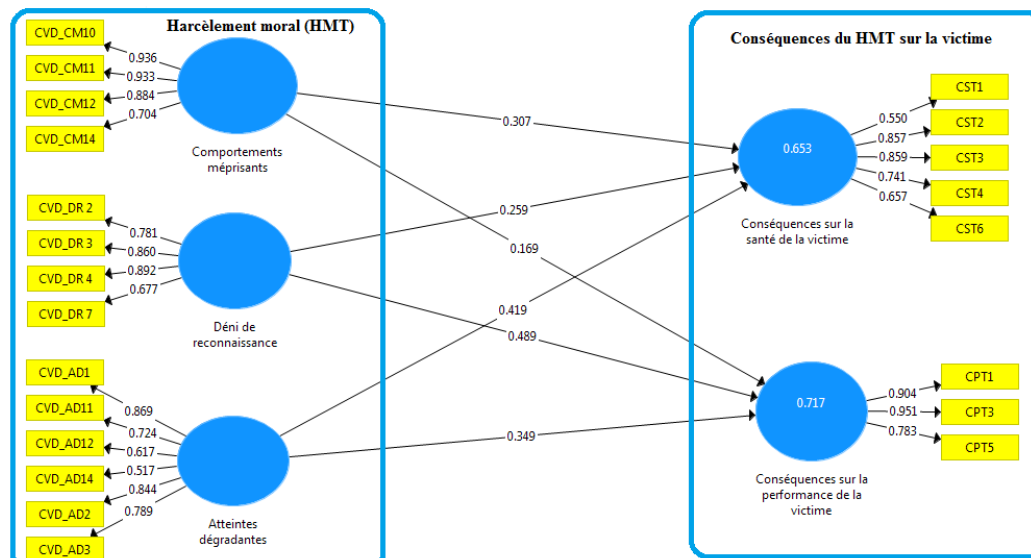 Harcèlement moral (HMT)
CVD_CM10
CVD_CM11
CVD_CM12
CVD_CM14
0.936
0.933
0.884
0.704
Comportements
méprisants
CVD_DR 2
CVD_DR 3
CVD_DR 4
CVD_DR 7
0.781
0.860
0.892
0.677
Déni de
reconnaissance
CVD_AD1
CVD_AD11
CVD_AD12
CVD_AD14
CVD_AD2
CVD_AD3
0.869
0.724
0.617
0.517
0.844
0.789
Atteintes
dégradantes
0.307
0.259
0.169
0.419
0.489
0.349
Conséquences du HMT sur la victime
0.653
Conséquences sur la
santé de la victime
0.550
0.857
0.859
0.741
0.657
CST1
CST2
CST3
CST4
CST6
0.717
Conséquences sur la
performance de la
victime
0.904
0.951
0.783
CPT1
CPT3
CPT5